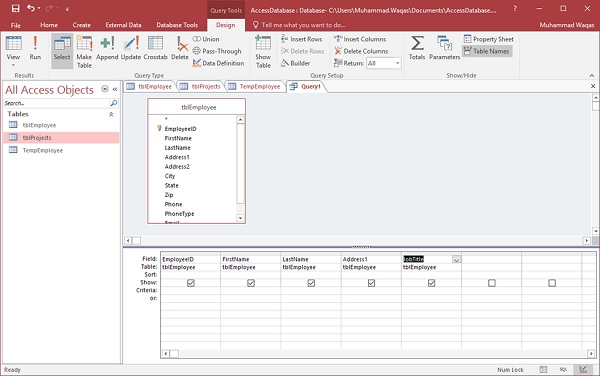 Query Tools
AccessDatabase : Database- C:\Users\Muhammad.Waqas\Documents\AccessDatabase....
?
File Home Create External Data Database Tools Design Tell me what you want to do... Muhammad Waqas
View Run Select Make Table Append Update Crosstab Delete
Union
Pass-Through
Data Definition
Show Table
Insert Rows
Delete Rows
Builder
Insert Columns
Delete Columns
Return: All
Totals Parameters
Property Sheet
Table Names
Results Query Type Query Setup Show/Hide
All Access Objects
Search...
Tables
tblEmployee
tblProjects
TempEmployee
tblEmployee tblProjects TempEmployee Query1
tblEmployee
*
EmployeeID
FirstName
LastName
Address1
Address2
City
State
Zip
Phone
PhoneType
Email
Field: EmployeeID FirstName LastName Address1 JobTitle
Table: tblEmployee tblEmployee tblEmployee tblEmployee tblEmployee
Sort:
Show:
Criteria:
or:
Ready Num Lock SQL